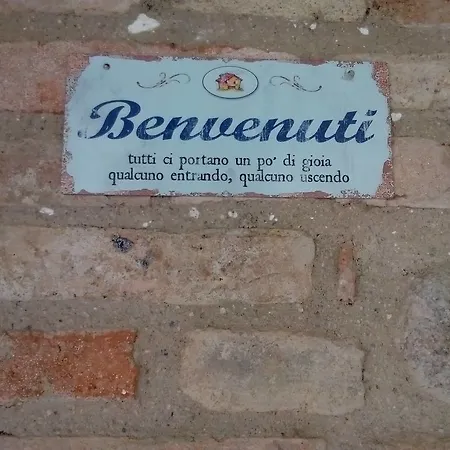 Benvenuti
tutti ci portano un po' di gioia
qualcuno entrando, qualcuno uscendo